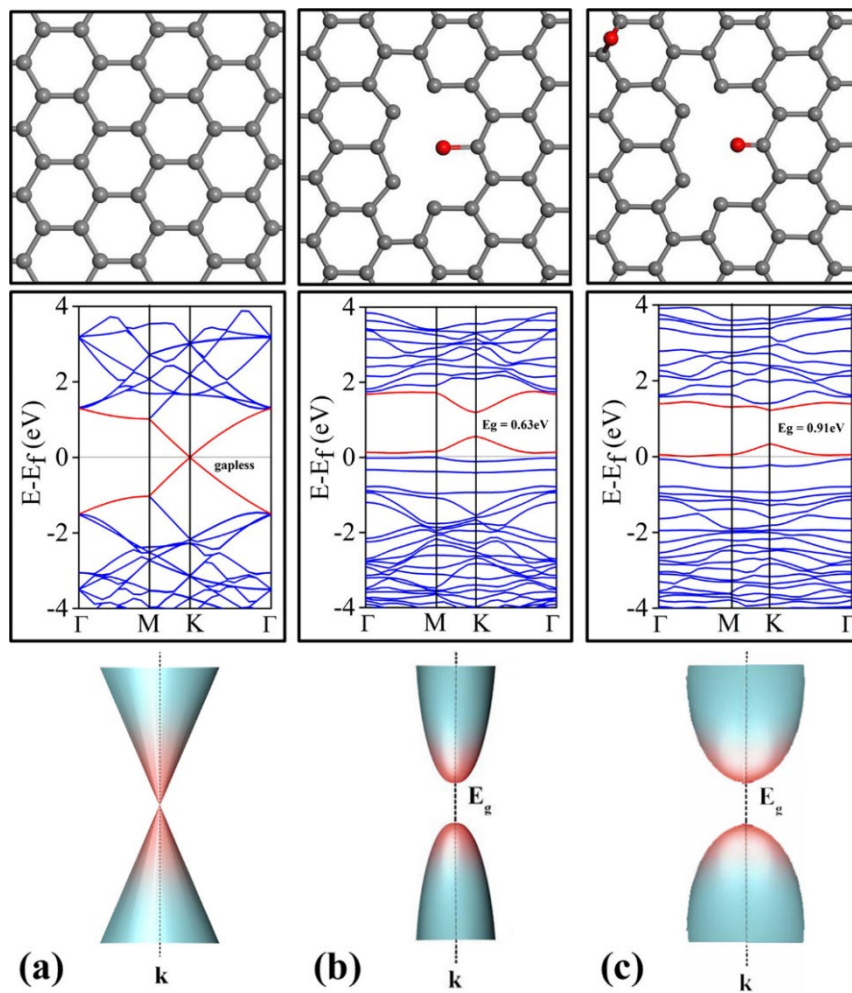 (a)
(b)
(c)
4
2
0
-2
-4
E-Ef (eV)
gapless
Γ
M
K
Γ
4
2
0
-2
-4
E-Ef (eV)
Eg = 0.63eV
Γ
M
K
Γ
4
2
0
-2
-4
E-Ef (eV)
Eg = 0.91eV
Γ
M
K
Γ
Eg
Eg
(a)
k
(b)
k
(c)
k